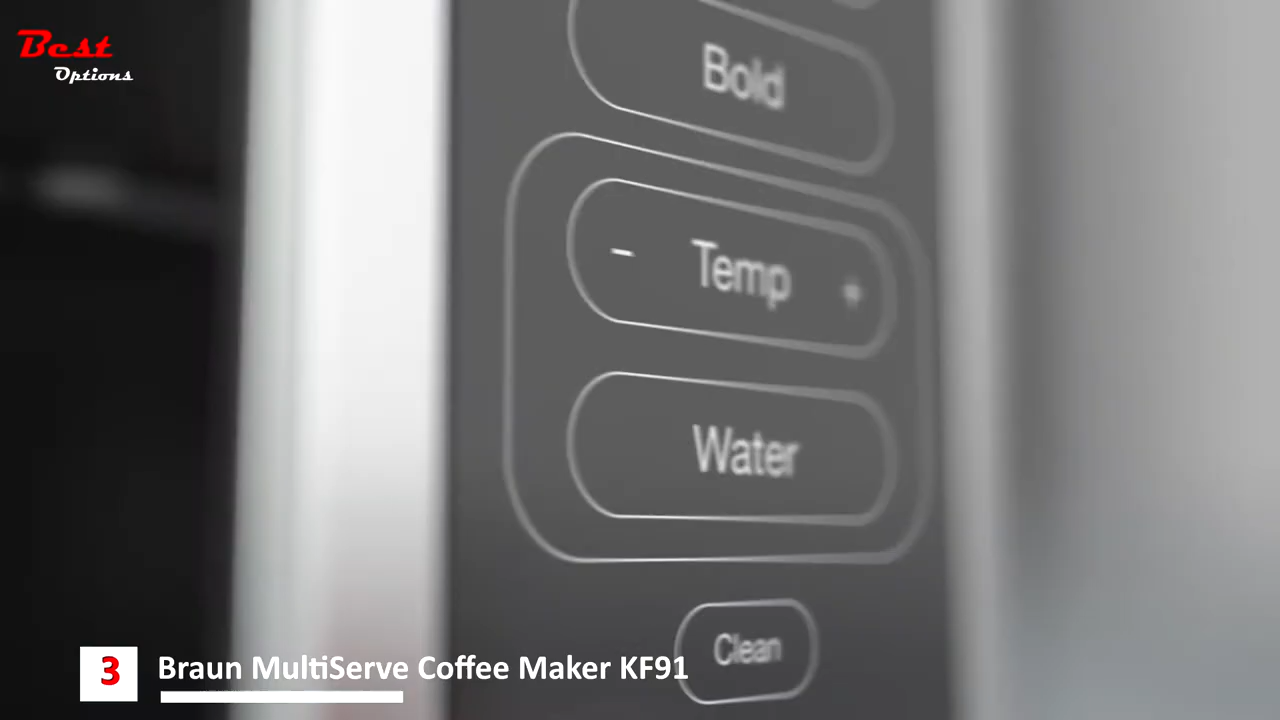 Best
Options
Bold
- Temp +
Water
Clean
3 Braun MultiServe Coffee Maker KF91